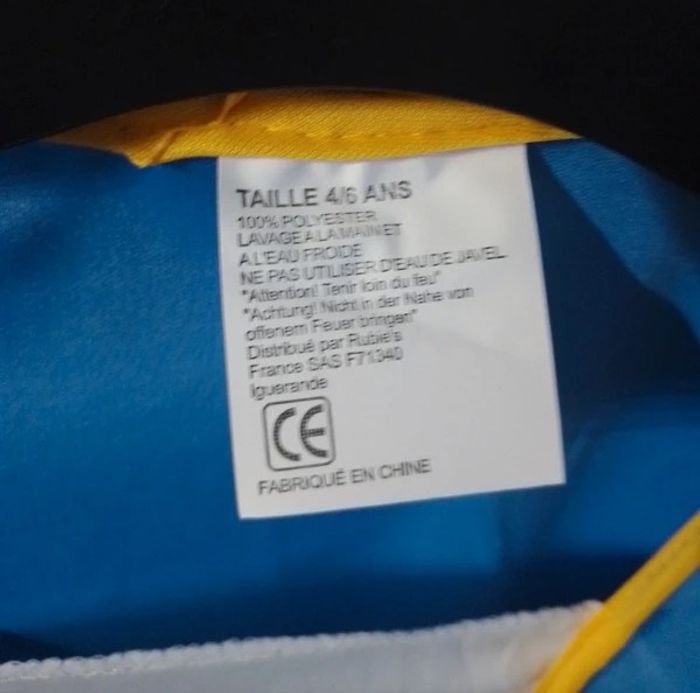 TAILLE 4/6 ANS
100% POLYESTER
LAVAGE A LA MAIN ET
A L'EAU FROIDE
NE PAS UTILISER D'EAU DE JAVEL
"Attention! Tenir loin du feu"
"Achtung! Nicht in der Nahe von
offenem Feuer bringen"
Distribué par Rubie's
France SAS F71340
Iguerande
CE
FABRIQUÉ EN CHINE